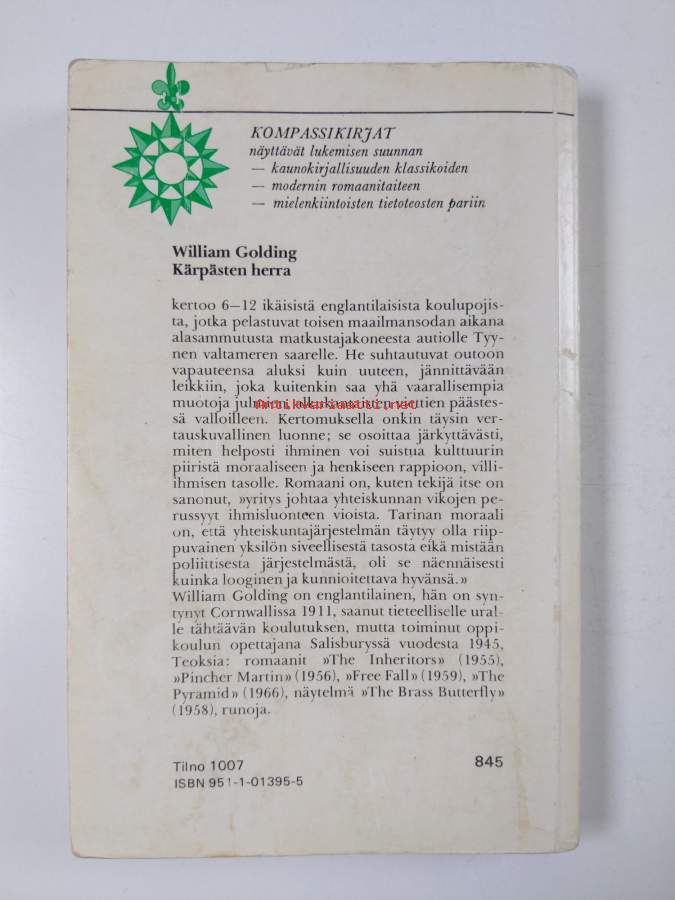 KOMPASSIKIRJAT
näyttävät lukemisen suunnan
— kaunokirjallisuuden klassikoiden
— modernin romaanitaiteen
— mielenkiintoisten tietoteosten pariin
William Golding
Kärpästen herra
kertoo 6—12 ikäisistä englantilaisista koulupojis-
ta, jotka pelastuvat toisen maailmansodan aikana
alasammutusta matkustajakoneesta autiolle Tyy-
nen valtameren saarelle. He suhtautuvat outoon
vapauteensa aluksi kuin uuteen, jännittävään
leikkiin, joka kuitenkin saa yhä vaarallisempia
muotoja julmien, alkukantaisten viettien päästes-
Antikvariaatti.net
sä valloilleen. Kertomuksella onkin täysin ver-
tauskuvallinen luonne; se osoittaa järkyttävästi,
miten helposti ihminen voi suistua kulttuurin
piiristä moraaliseen ja henkiseen rappioon, villi-
ihmisen tasolle. Romaani on, kuten tekijä itse on
sanonut, »yritys johtaa yhteiskunnan vikojen pe-
russyyt ihmisluonteen vioista. Tarinan moraali
on, että yhteiskuntajärjestelmän täytyy olla riip-
puvainen yksilön siveellisestä tasosta eikä mistään
poliittisesta järjestelmästä, oli se näennäisesti
kuinka looginen ja kunnioitettava hyvänsä.»
William Golding on englantilainen, hän on syn-
tynyt Cornwallissa 1911, saanut tieteelliselle ural-
le tähtäävän koulutuksen, mutta toiminut oppi-
koulun opettajana Salisburyssä vuodesta 1945,
Teoksia: romaanit »The Inheritors» (1955),
»Pincher Martin» (1956), »Free Fall» (1959), »The
Pyramid» (1966), näytelmä »The Brass Butterfly»
(1958), runoja.
Tilno 1007 845
ISBN 951-1-01395-5